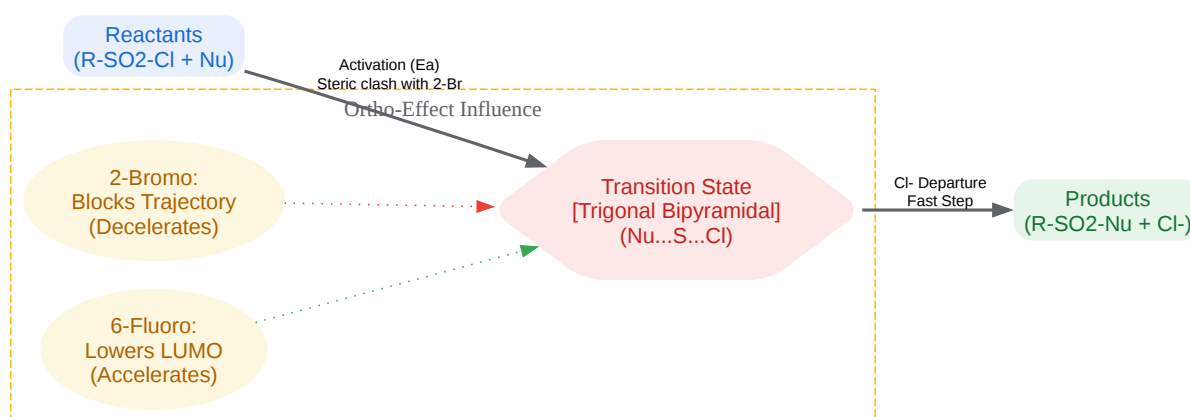 Reactants
(R-SO2-Cl + Nu)
Activation (Ea)
Steric clash with 2-Br
Ortho-Effect Influence
2-Bromo:
Blocks Trajectory
(Decelerates)
Transition State
[Trigonal Bipyramidal]
(Nu...S...Cl)
Cl- Departure
Fast Step
Products
(R-SO2-Nu + Cl-)
6-Fluoro:
Lowers LUMO
(Accelerates)